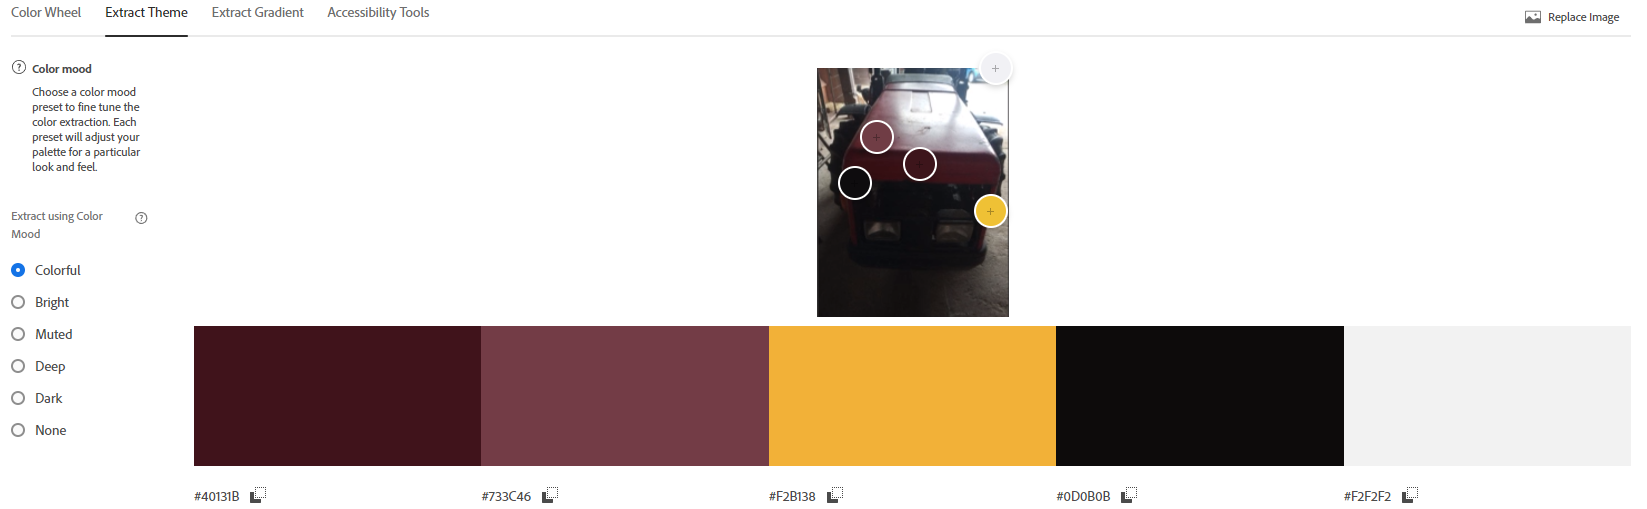 Color Wheel
Extract Theme
Extract Gradient
Accessibility Tools
Replace Image
Color mood
Choose a color mood
preset to fine tune the
color extraction. Each
preset will adjust your
palette for a particular
look and feel.
Extract using Color
Mood
Colorful
Bright
Muted
Deep
Dark
None
#40131B
#733C46
#F2B138
#0D0B0B
#F2F2F2